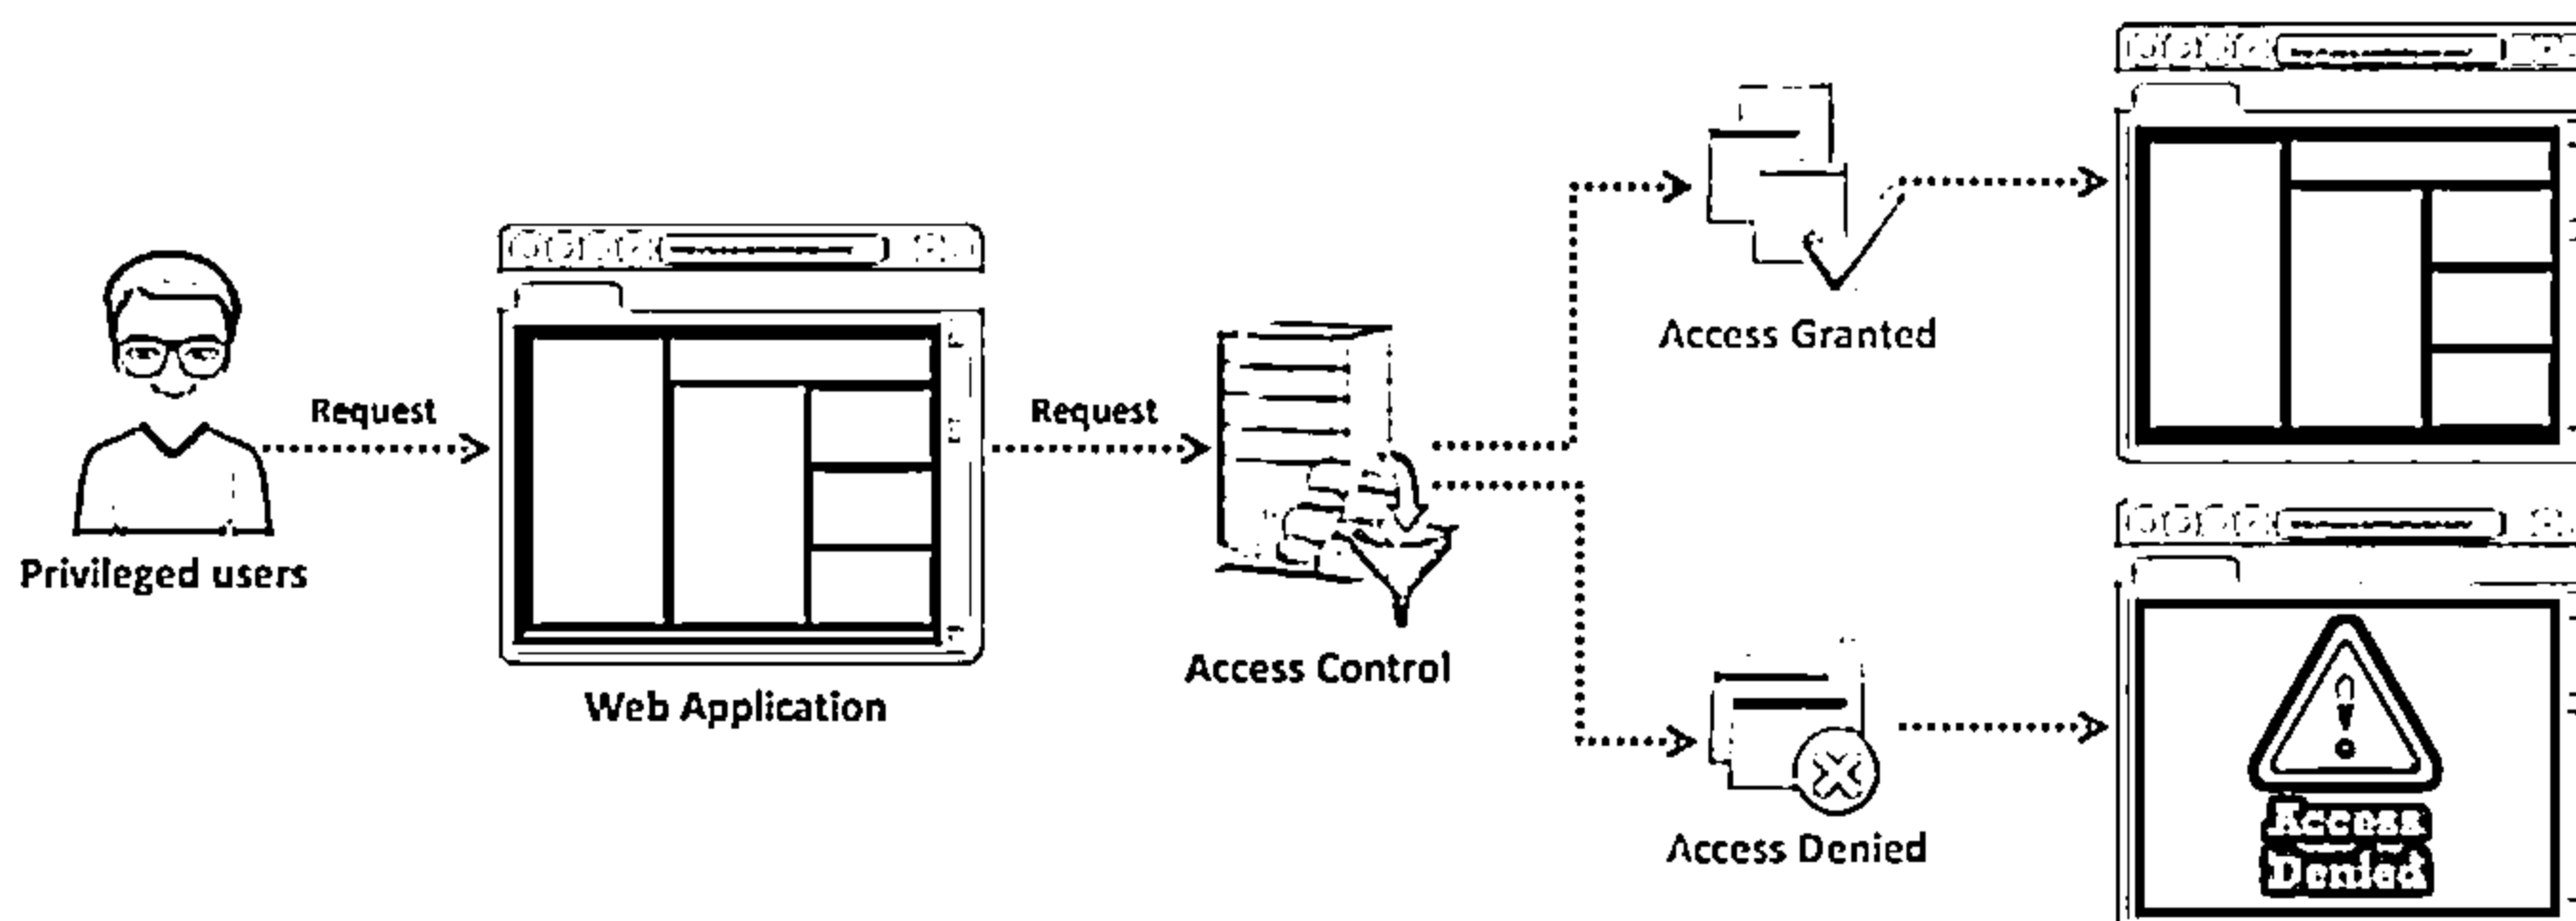 Privileged users
Request
Web Application
Request
Access Control
Access Granted
Access Denied
Access
Denied